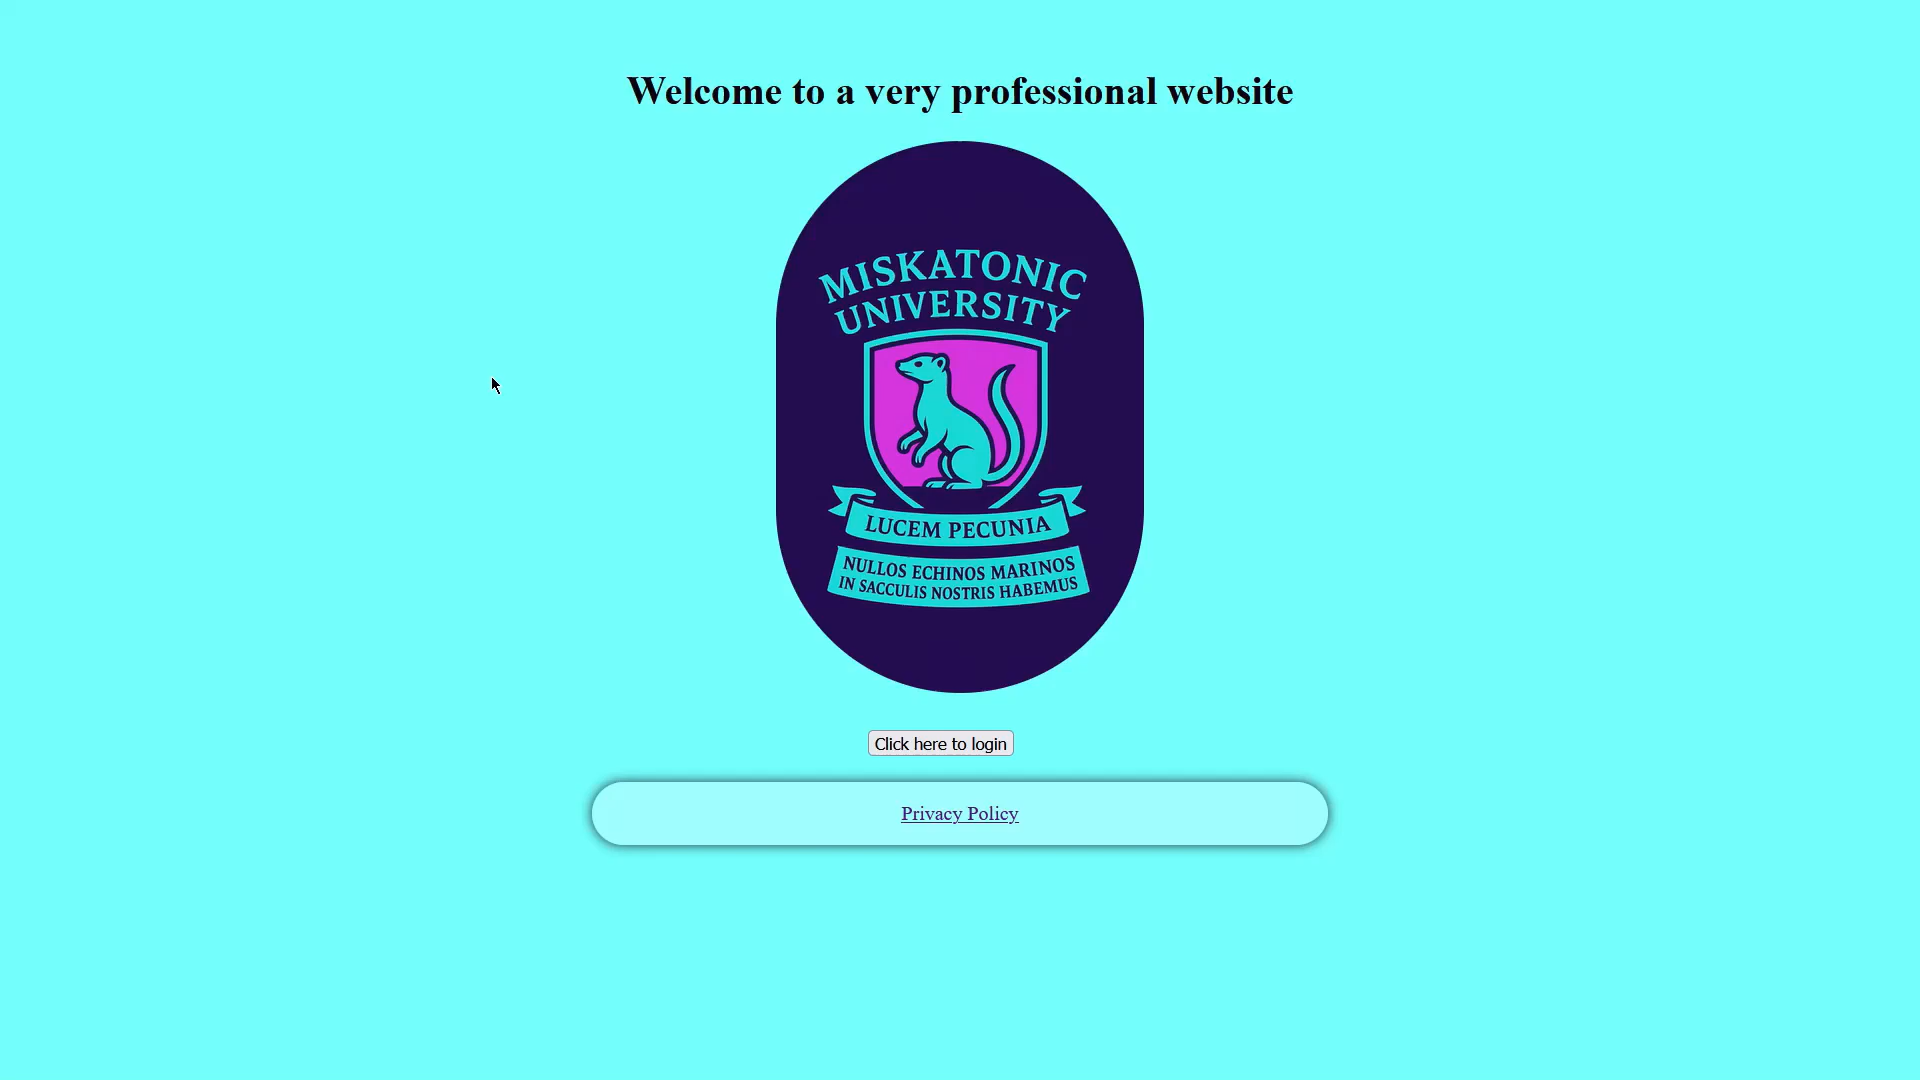 Welcome to a very professional website
MISKATONIC
UNIVERSITY
LUCEM PECUNIA
NULLOS ECHINOS MARINOS
IN SACCULIS NOSTRIS HABEMUS
Click here to login
Privacy Policy